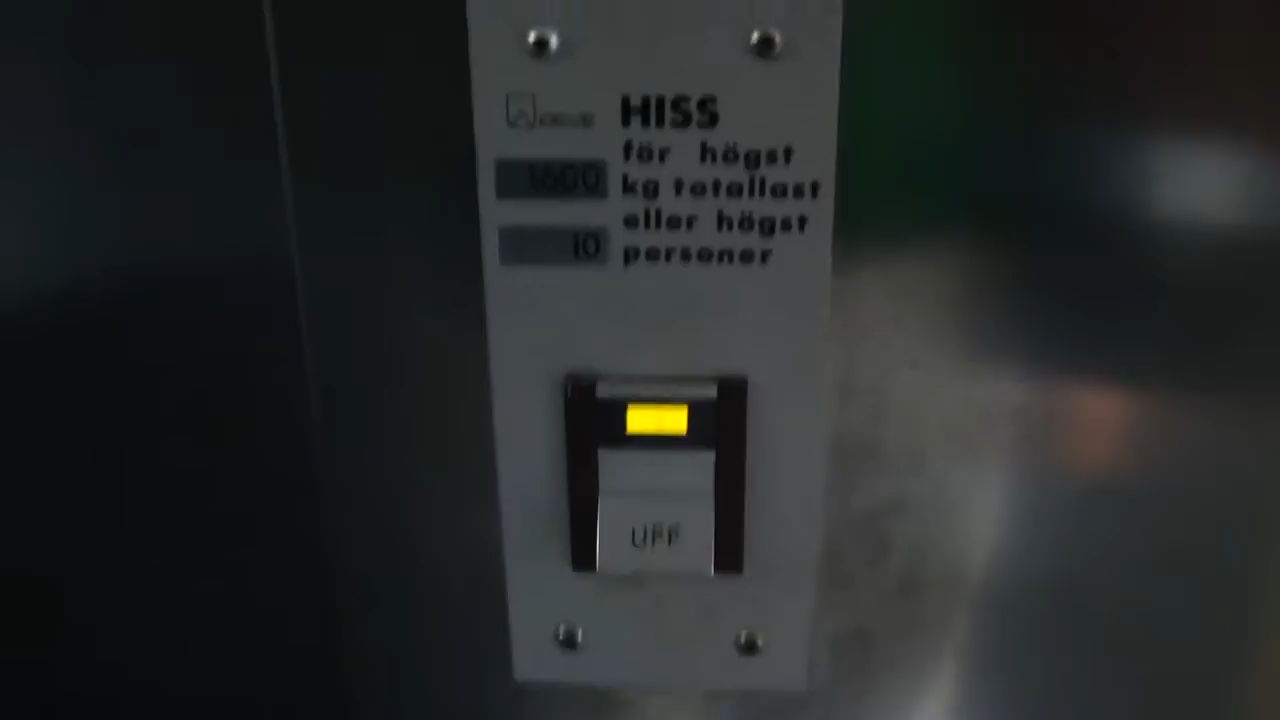 HISS
för högst
1600 kg totallast
eller högst
10 personer
UPP